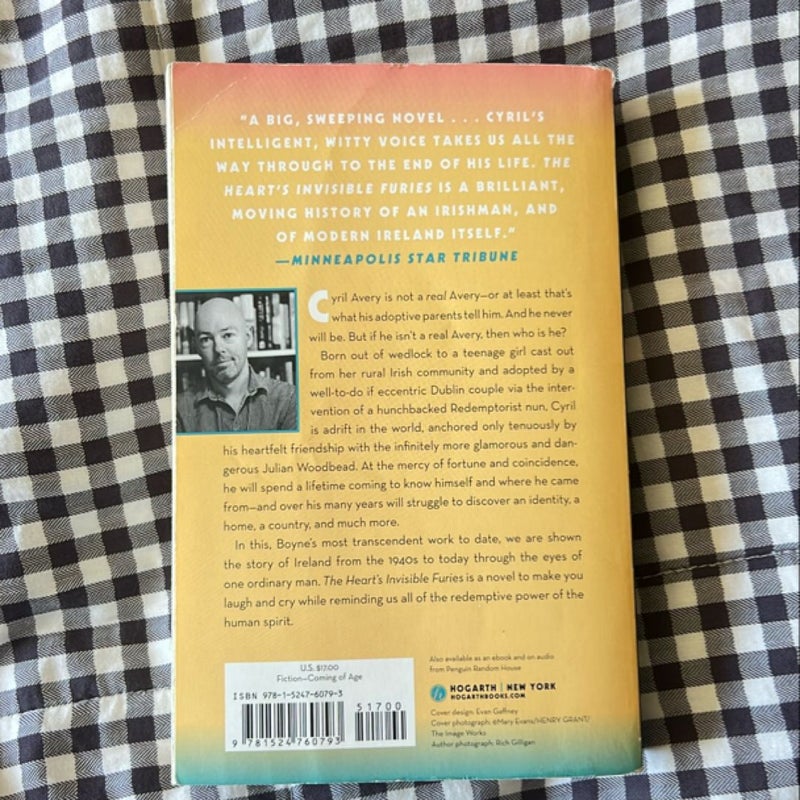 "A BIG, SWEEPING NOVEL . . . CYRIL'S
INTELLIGENT, WITTY VOICE TAKES US ALL THE
WAY THROUGH TO THE END OF HIS LIFE. THE
HEART'S INVISIBLE FURIES IS A BRILLIANT,
MOVING HISTORY OF AN IRISHMAN, AND
OF MODERN IRELAND ITSELF."
—MINNEAPOLIS STAR TRIBUNE
Cyril Avery is not a real Avery—or at least that's
what his adoptive parents tell him. And he never
will be. But if he isn't a real Avery, then who is he?
Born out of wedlock to a teenage girl cast out
from her rural Irish community and adopted by a
well-to-do if eccentric Dublin couple via the inter-
vention of a hunchbacked Redemptorist nun, Cyril
is adrift in the world, anchored only tenuously by
his heartfelt friendship with the infinitely more glamorous and dan-
gerous Julian Woodbead. At the mercy of fortune and coincidence,
he will spend a lifetime coming to know himself and where he came
from—and over his many years will struggle to discover an identity, a
home, a country, and much more.
In this, Boyne's most transcendent work to date, we are shown
the story of Ireland from the 1940s to today through the eyes of
one ordinary man. The Heart's Invisible Furies is a novel to make you
laugh and cry while reminding us all of the redemptive power of the
human spirit.
U.S. $17.00
Fiction—Coming of Age
ISBN 978-1-5247-6079-3
51700
9 781524 760793
Also available as an ebook and on audio
from Penguin Random House
HOGARTH | NEW YORK
HOGARTHBOOKS.COM
Cover design: Evan Gaffney
Cover photograph: ©Mary Evans/HENRY GRANT/
The Image Works
Author photograph: Rich Gilligan